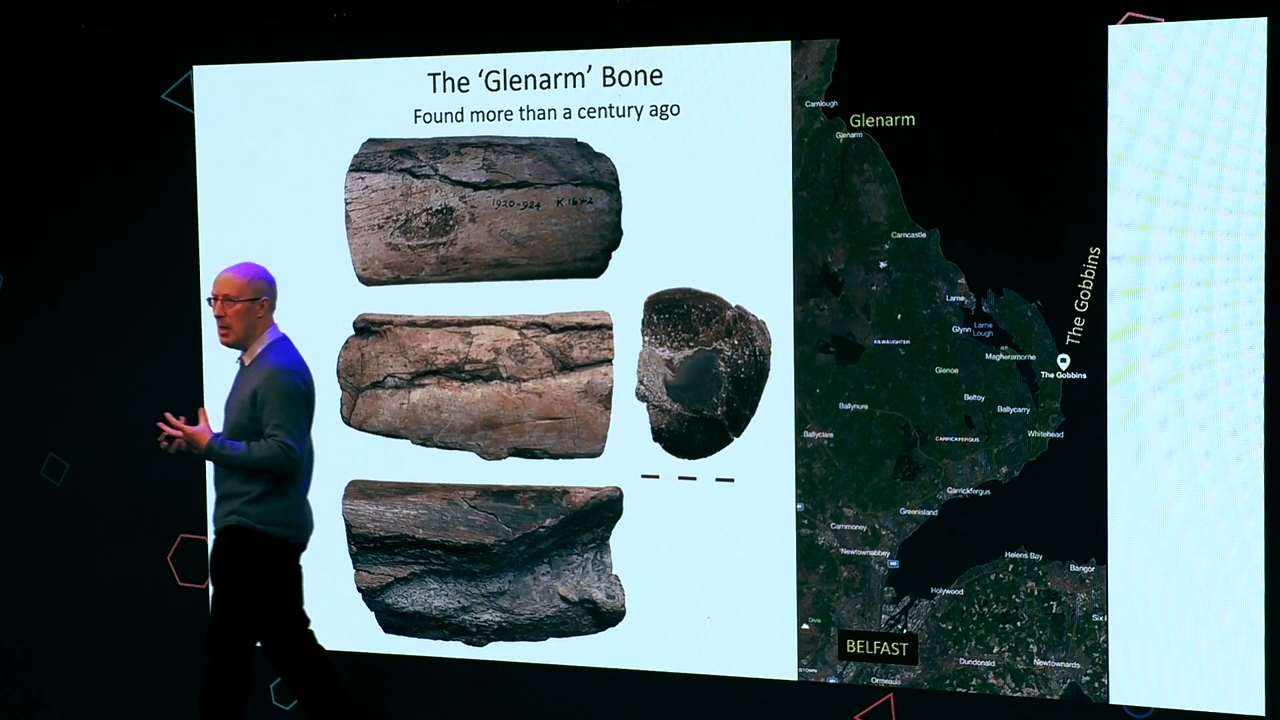 The 'Glenarm' Bone
Found more than a century ago
1920-924
Carnlough
Glenarm
Glenarm
Carncastle
The Gobbins
Larne
Glynn
Larne
Lough
KILWAUGHTER
Magheramorne
The Gobbins
Glenoe
Beltoy
Ballynure
Ballycarry
Ballyclare
CARRICKFERGUS
Whitehead
Carrickfergus
Greenisland
Carnmoney
Newtownabbey
Helens Bay
Bangor
Holywood
BELFAST
Dundonald
Newtownards
Ormeau